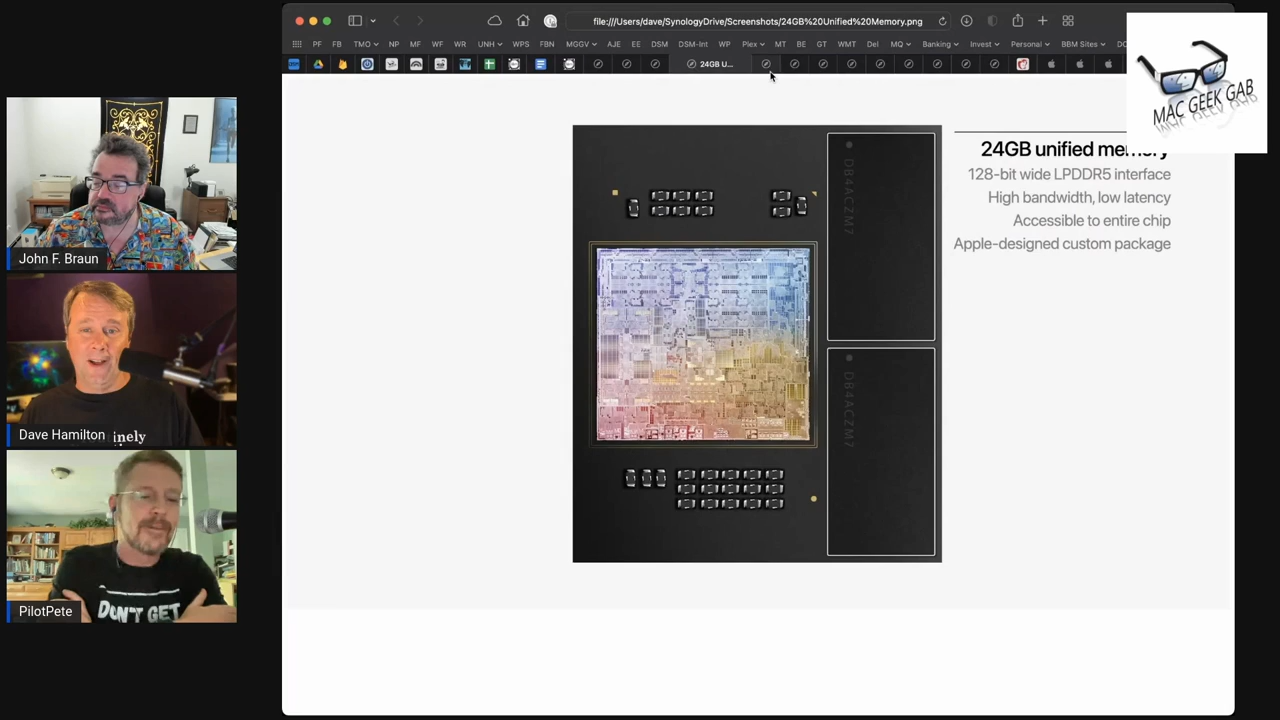 file:///Users/dave/SynologyDrive/Screenshots/24GB%20Unified%20Memory.png
PF FB TMO NP MF WF WR UNH WPS FBN MGGV AJE EE DSM DSM-Int WP Plex MT BE GT WMT Del MQ Banking Invest Personal BBM Sites
24GB U...
MAC GEEK GAB
24GB unified memory
128-bit wide LPDDR5 interface
High bandwidth, low latency
Accessible to entire chip
Apple-designed custom package
DB4ACZM7
DB4ACZM7
John F. Braun
Dave Hamilton
inely
PilotPete
DON'T GET